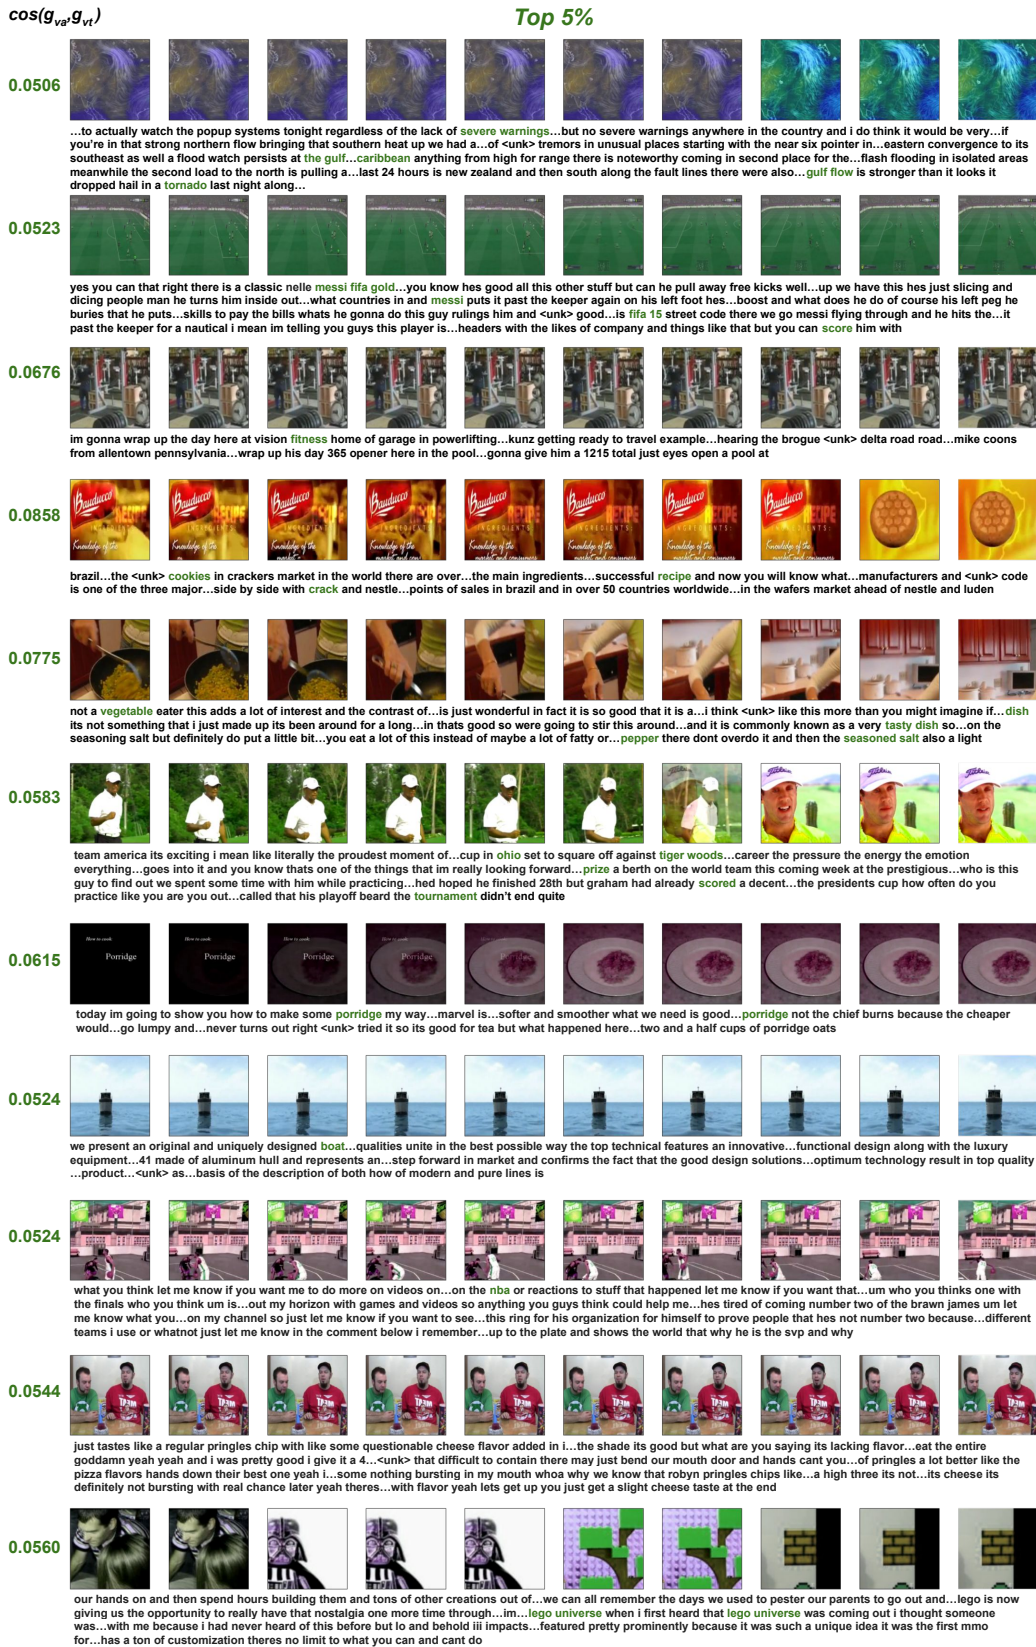 cos(g_va,g_vt)
Top 5%
0.0506
...to actually watch the popup systems tonight regardless of the lack of severe warnings...but no severe warnings anywhere in the country and i do think it would be very...if
you're in that strong northern flow bringing that southern heat up we had a...of <unk> tremors in unusual places starting with the near six pointer in...eastern convergence to its
southeast as well a flood watch persists at the gulf...caribbean anything from high for range there is noteworthy coming in second place for the...flash flooding in isolated areas
meanwhile the second load to the north is pulling a...last 24 hours is new zealand and then south along the fault lines there were also...gulf flow is stronger than it looks it
dropped hail in a tornado last night along...
0.0523
yes you can that right there is a classic nelle messi fifa gold...you know hes good all this other stuff but can he pull away free kicks well...up we have this hes just slicing and
dicing people man he turns him inside out...what countries in and messi puts it past the keeper again on his left foot hes...boost and what does he do of course his left peg he
buries that he puts...skills to pay the bills whats he gonna do this guy rulings him and <unk> good...is fifa 15 street code there we go messi flying through and he hits the...it
past the keeper for a nautical i mean im telling you guys this player is...headers with the likes of company and things like that but you can score him with
0.0676
im gonna wrap up the day here at vision fitness home of garage in powerlifting...kunz getting ready to travel example...hearing the brogue <unk> delta road road...mike coons
from allentown pennsylvania...wrap up his day 365 opener here in the pool...gonna give him a 1215 total just eyes open a pool at
0.0858
Bauducco
RECIPE
INGREDIENTS:
Knowledge of the
market and consumers
brazil...the <unk> cookies in crackers market in the world there are over...the main ingredients...successful recipe and now you will know what...manufacturers and <unk> code
is one of the three major...side by side with crack and nestle...points of sales in brazil and in over 50 countries worldwide...in the wafers market ahead of nestle and luden
0.0775
not a vegetable eater this adds a lot of interest and the contrast of...is just wonderful in fact it is so good that it is a...i think <unk> like this more than you might imagine if...dish
its not something that i just made up its been around for a long...in thats good so were going to stir this around...and it is commonly known as a very tasty dish so...on the
seasoning salt but definitely do put a little bit...you eat a lot of this instead of maybe a lot of fatty or...pepper there dont overdo it and then the seasoned salt also a light
0.0583
Titleist
team america its exciting i mean like literally the proudest moment of...cup in ohio set to square off against tiger woods...career the pressure the energy the emotion
everything...goes into it and you know thats one of the things that im really looking forward...prize a berth on the world team this coming week at the prestigious...who is this
guy to find out we spent some time with him while practicing...hed hoped he finished 28th but graham had already scored a decent...the presidents cup how often do you
practice like you are you out...called that his playoff beard the tournament didn't end quite
0.0615
How to cook
Porridge
How to cook
Porridge
How to cook
Porridge
How to cook
Porridge
Porridge
today im going to show you how to make some porridge my way...marvel is...softer and smoother what we need is good...porridge not the chief burns because the cheaper
would...go lumpy and...never turns out right <unk> tried it so its good for tea but what happened here...two and a half cups of porridge oats
0.0524
we present an original and uniquely designed boat...qualities unite in the best possible way the top technical features an innovative...functional design along with the luxury
equipment...41 made of aluminum hull and represents an...step forward in market and confirms the fact that the good design solutions...optimum technology result in top quality
...product...<unk> as...basis of the description of both how of modern and pure lines is
0.0524
what you think let me know if you want me to do more on videos on...on the nba or reactions to stuff that happened let me know if you want that...um who you thinks one with
the finals who you think um is...out my horizon with games and videos so anything you guys think could help me...hes tired of coming number two of the brawn james um let
me know what you...on my channel so just let me know if you want to see...this ring for his organization for himself to prove people that hes not number two because...different
teams i use or whatnot just let me know in the comment below i remember...up to the plate and shows the world that why he is the svp and why
0.0544
just tastes like a regular pringles chip with like some questionable cheese flavor added in i...the shade its good but what are you saying its lacking flavor...eat the entire
goddamn yeah yeah and i was pretty good i give it a 4...<unk> that difficult to contain there may just bend our mouth door and hands cant you...of pringles a lot better like the
pizza flavors hands down their best one yeah i...some nothing bursting in my mouth whoa why we know that robyn pringles chips like...a high three its not...its cheese its
definitely not bursting with real chance later yeah theres...with flavor yeah lets get up you just get a slight cheese taste at the end
0.0560
our hands on and then spend hours building them and tons of other creations out of...we can all remember the days we used to pester our parents to go out and...lego is now
giving us the opportunity to really have that nostalgia one more time through...im...lego universe when i first heard that lego universe was coming out i thought someone
was...with me because i had never heard of this before but lo and behold iii impacts...featured pretty prominently because it was such a unique idea it was the first mmo
for...has a ton of customization theres no limit to what you can and cant do